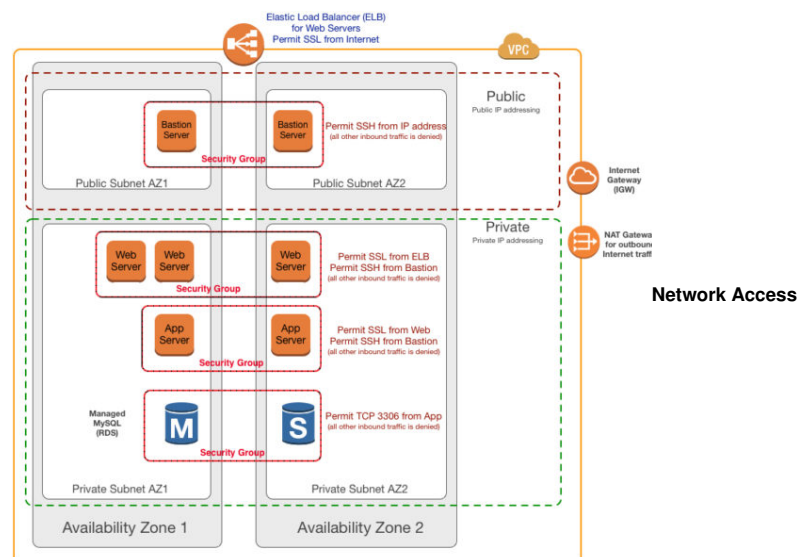 Elastic Load Balancer (ELB)
for Web Servers
Permit SSL from Internet
VPC
Public
Public IP addressing
Bastion
Server
Bastion
Server
Permit SSH from IP address
(all other inbound traffic is denied)
Security Group
Public Subnet AZ1
Public Subnet AZ2
Internet
Gateway
(IGW)
Private
Private IP addressing
NAT Gateway
for outbound
Internet traff
Web
Server
Web
Server
Web
Server
Permit SSL from ELB
Permit SSH from Bastion
(all other inbound traffic is denied)
Security Group
Network Access
App
Server
App
Server
Permit SSL from Web
Permit SSH from Bastion
(all other inbound traffic is denied)
Security Group
Managed
MySQL
(RDS)
M
S
Permit TCP 3306 from App
(all other inbound traffic is denied)
Security Group
Private Subnet AZ1
Private Subnet AZ2
Availability Zone 1
Availability Zone 2